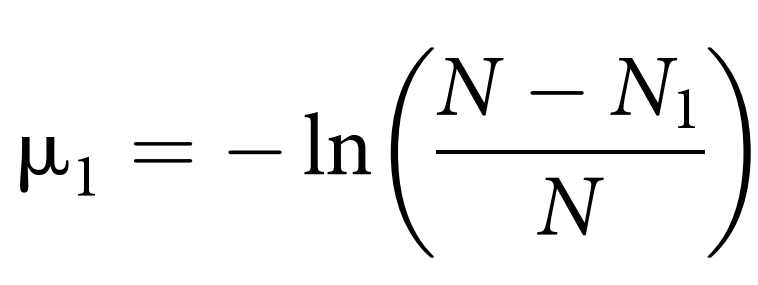 μ₁ = − ln((N − N₁)/N)